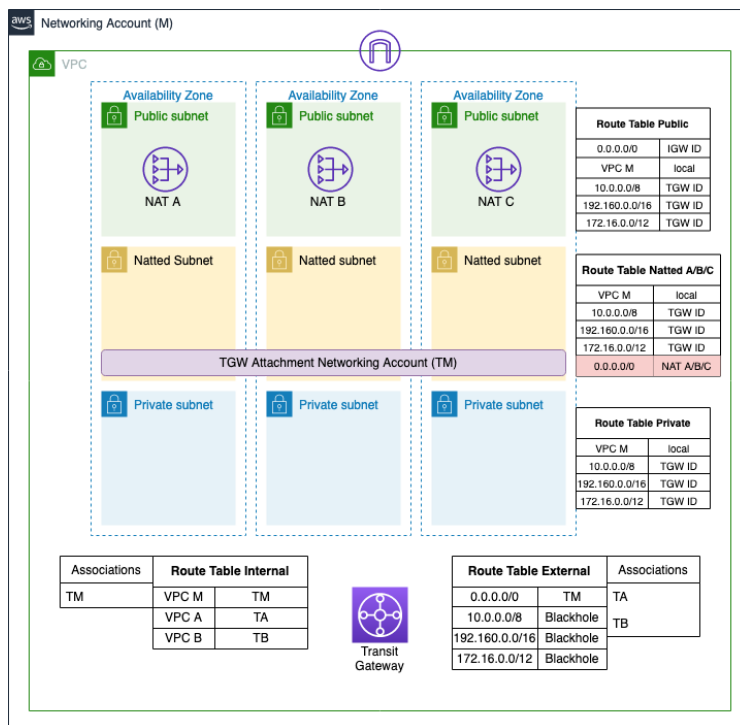 aws Networking Account (M)
VPC
Availability Zone Availability Zone Availability Zone
Public subnet Public subnet Public subnet
NAT A NAT B NAT C
Natted Subnet Natted subnet Natted subnet
TGW Attachment Networking Account (TM)
Private subnet Private subnet Private subnet
Route Table Public
0.0.0.0/0 IGW ID
VPC M local
10.0.0.0/8 TGW ID
192.160.0.0/16 TGW ID
172.16.0.0/12 TGW ID
Route Table Natted A/B/C
VPC M local
10.0.0.0/8 TGW ID
192.160.0.0/16 TGW ID
172.16.0.0/12 TGW ID
0.0.0.0/0 NAT A/B/C
Route Table Private
VPC M local
10.0.0.0/8 TGW ID
192.160.0.0/16 TGW ID
172.16.0.0/12 TGW ID
Associations
TM
Route Table Internal
VPC M TM
VPC A TA
VPC B TB
Transit
Gateway
Route Table External
0.0.0.0/0 TM
10.0.0.0/8 Blackhole
192.160.0.0/16 Blackhole
172.16.0.0/12 Blackhole
Associations
TA
TB